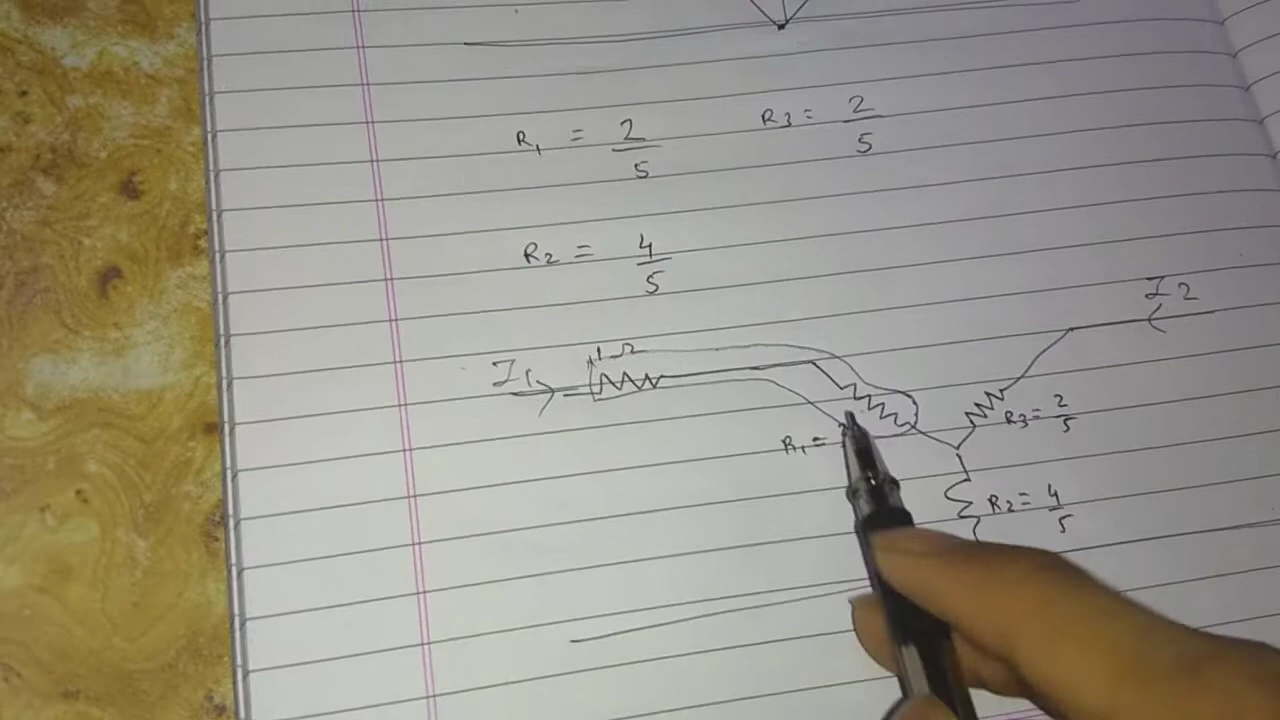 R₁ = 2/5 R3 = 2/5
R2 = 4/5
I2
1Ω
I1
R3 = 2/5
R₁ =
R2 = 4/5